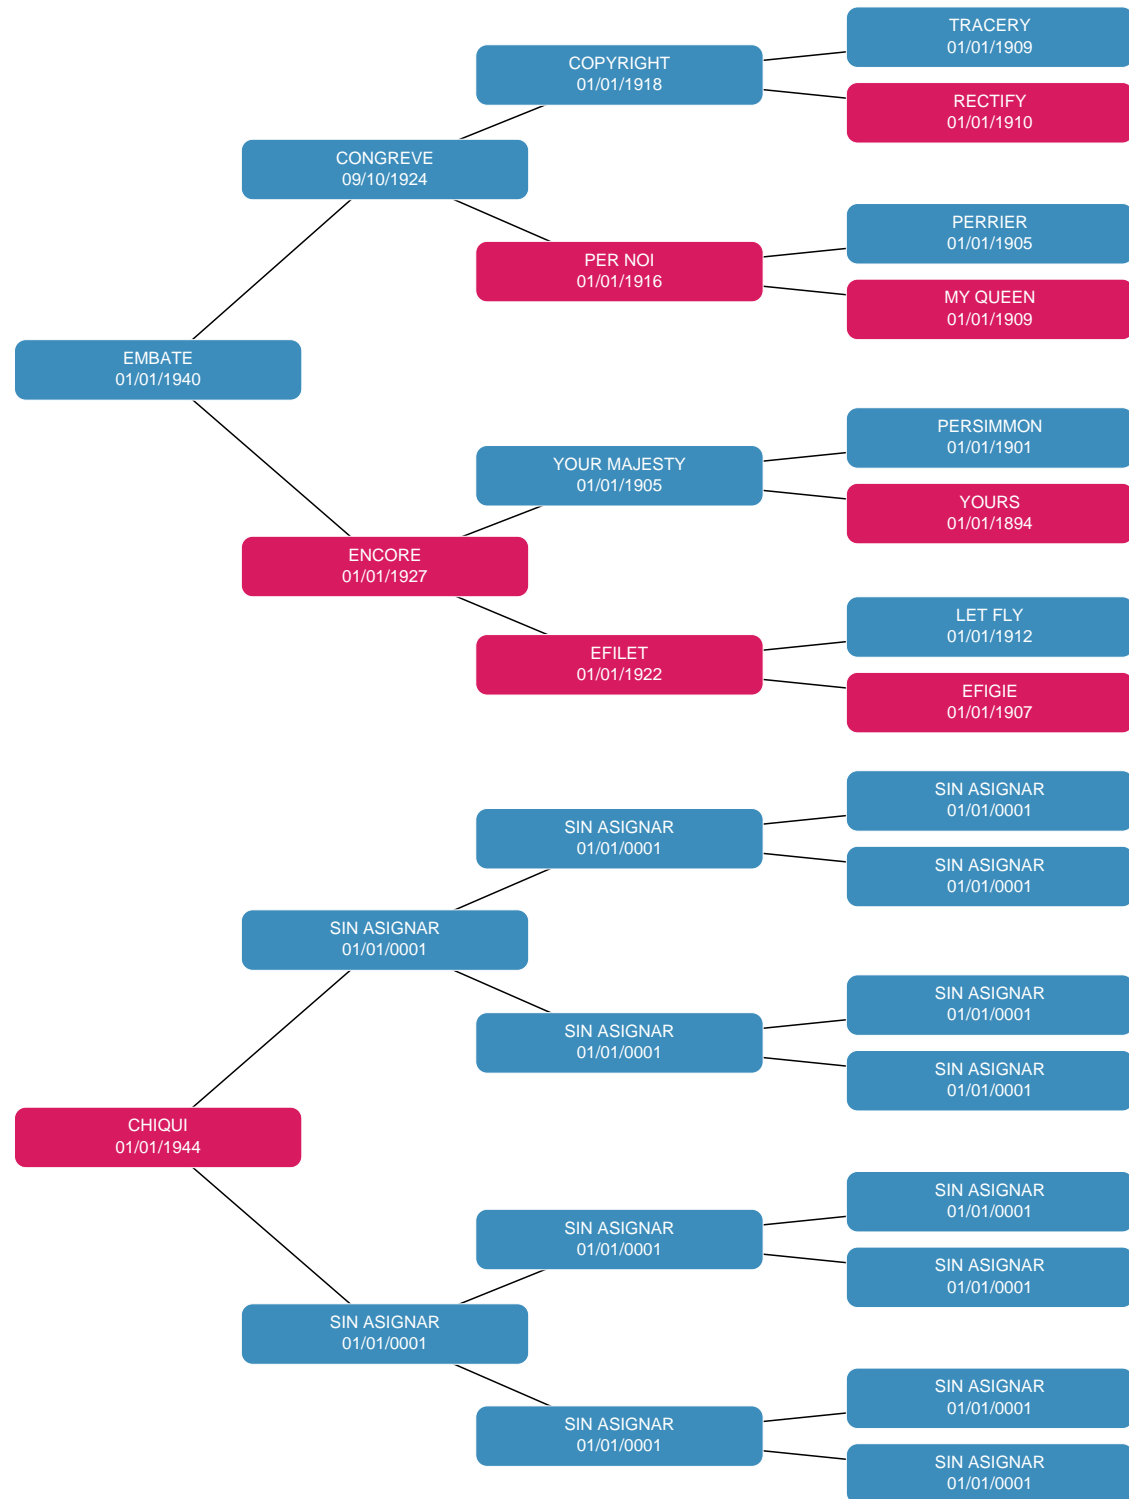 TRACERY
01/01/1909
COPYRIGHT
01/01/1918
RECTIFY
01/01/1910
CONGREVE
09/10/1924
PERRIER
01/01/1905
PER NOI
01/01/1916
MY QUEEN
01/01/1909
EMBATE
01/01/1940
PERSIMMON
01/01/1901
YOUR MAJESTY
01/01/1905
YOURS
01/01/1894
ENCORE
01/01/1927
LET FLY
01/01/1912
EFILET
01/01/1922
EFIGIE
01/01/1907
SIN ASIGNAR
01/01/0001
SIN ASIGNAR
01/01/0001
SIN ASIGNAR
01/01/0001
SIN ASIGNAR
01/01/0001
SIN ASIGNAR
01/01/0001
SIN ASIGNAR
01/01/0001
SIN ASIGNAR
01/01/0001
CHIQUI
01/01/1944
SIN ASIGNAR
01/01/0001
SIN ASIGNAR
01/01/0001
SIN ASIGNAR
01/01/0001
SIN ASIGNAR
01/01/0001
SIN ASIGNAR
01/01/0001
SIN ASIGNAR
01/01/0001
SIN ASIGNAR
01/01/0001